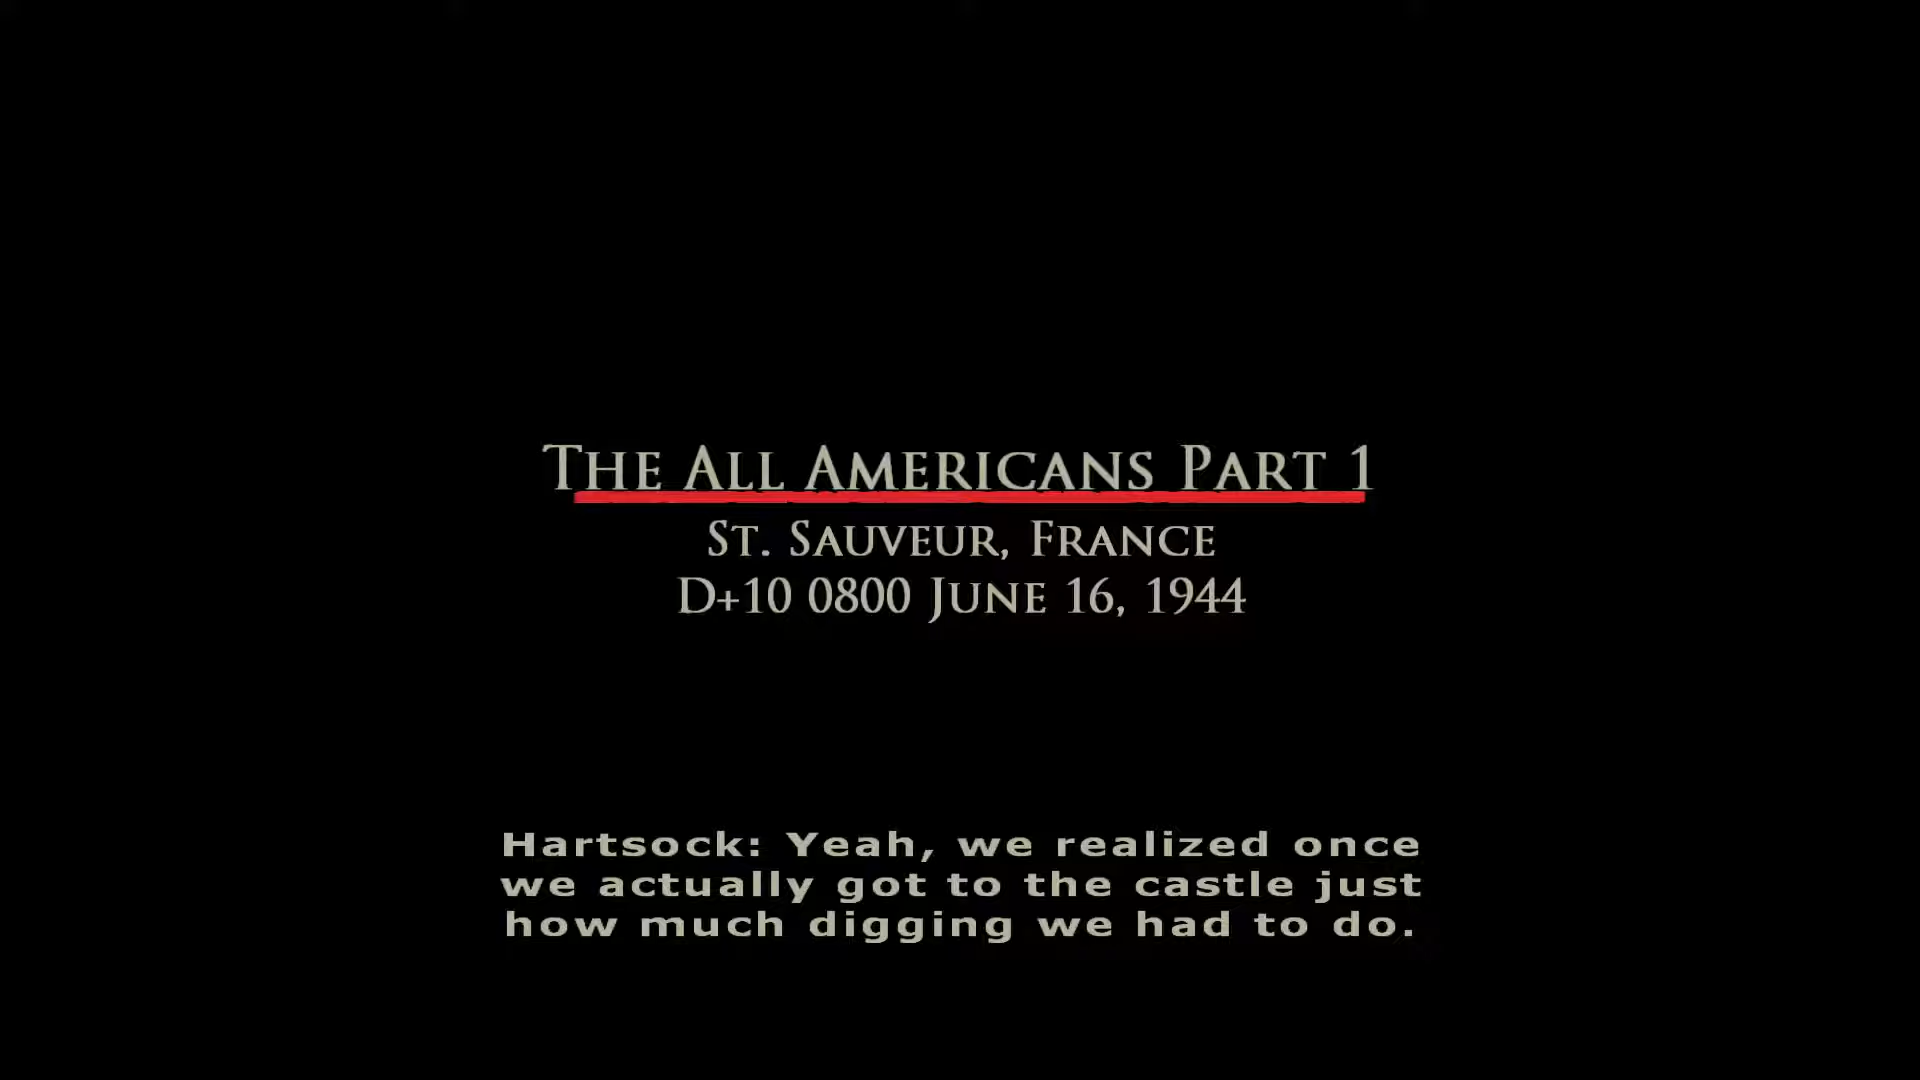 The All Americans Part 1
St. Sauveur, France
D+10 0800 June 16, 1944
Hartsock: Yeah, we realized once
we actually got to the castle just
how much digging we had to do.